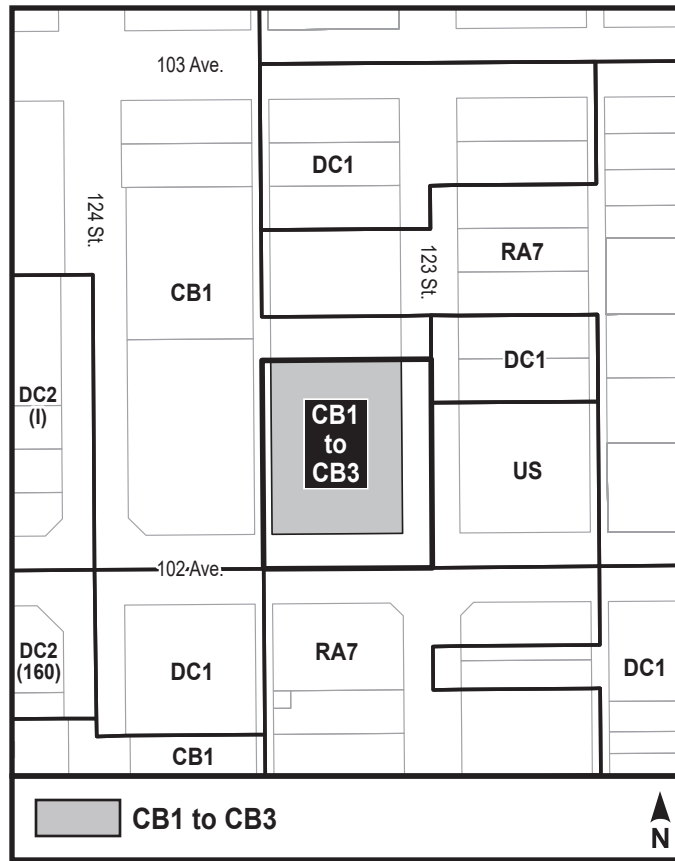 103 Ave.
DC1
124 St.
123 St.
RA7
CB1
DC1
DC2
(I)
CB1
to
CB3
US
102 Ave.
DC2
(160)
DC1
RA7
DC1
CB1
CB1 to CB3
N